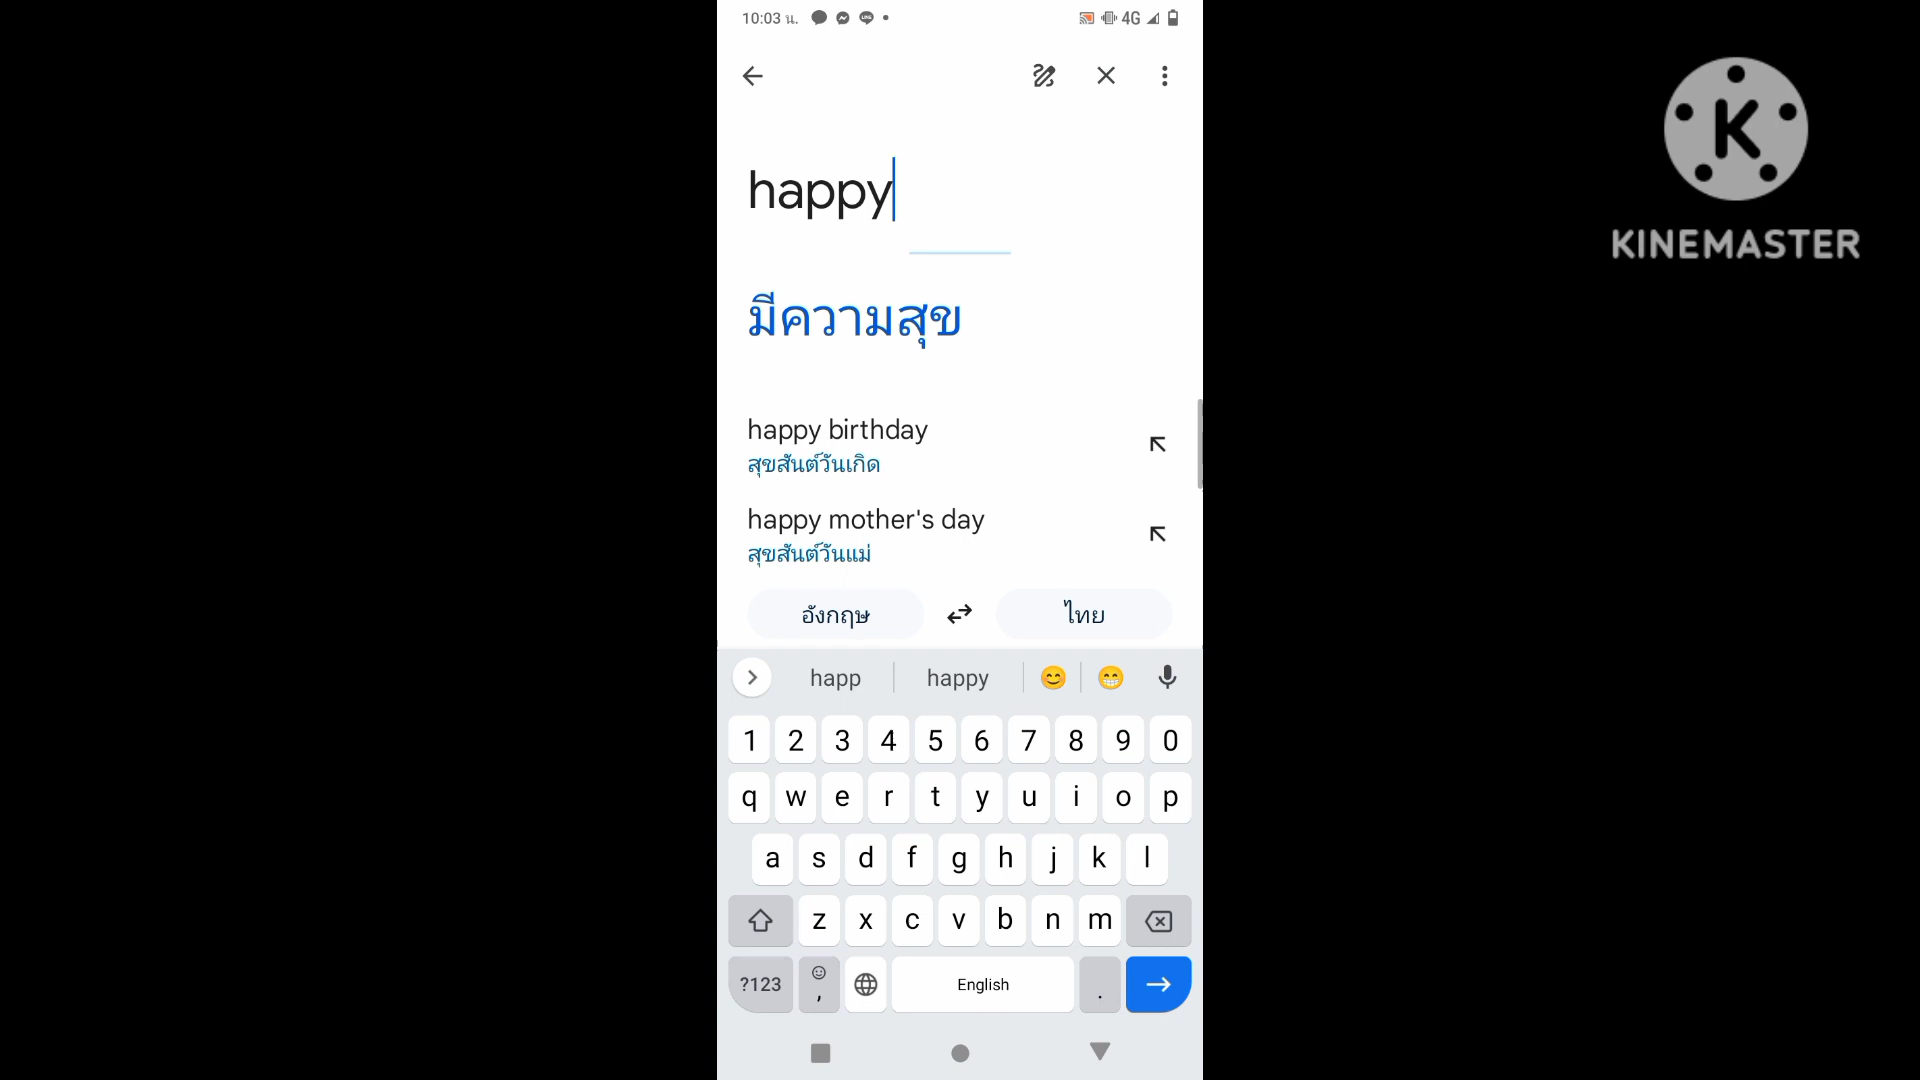 10:03 น.
4G
happy
มีความสุข
happy birthday
สุขสันต์วันเกิด
happy mother's day
สุขสันต์วันแม่
อังกฤษ ไทย
happ happy 😊 😁
1 2 3 4 5 6 7 8 9 0
q w e r t y u i o p
a s d f g h j k l
z x c v b n m
?123 , English .
K
KINEMASTER